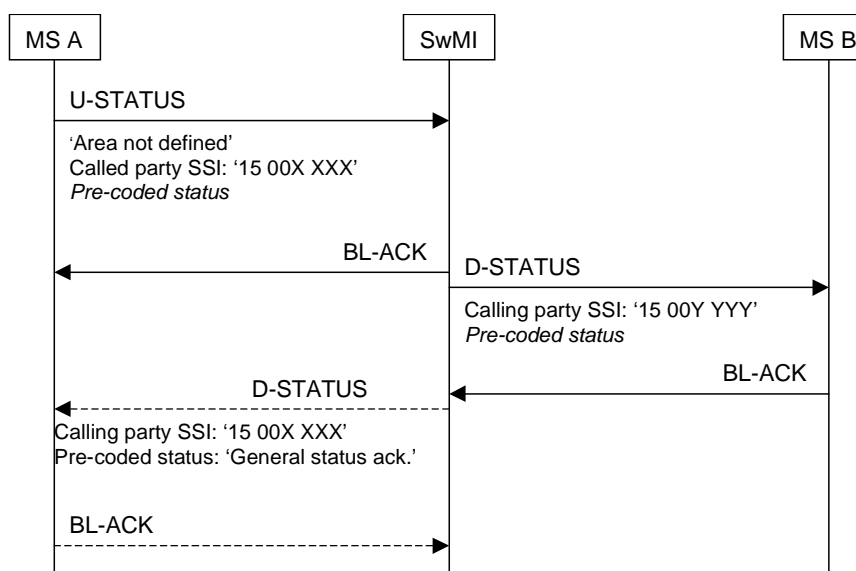 MS A
SwMI
MS B
U-STATUS
‘Area not defined’
Called party SSI: ‘15 00X XXX’
Pre-coded status
BL-ACK
D-STATUS
Calling party SSI: ‘15 00Y YYY’
Pre-coded status
BL-ACK
D-STATUS
Calling party SSI: ‘15 00X XXX’
Pre-coded status: ‘General status ack.’
BL-ACK